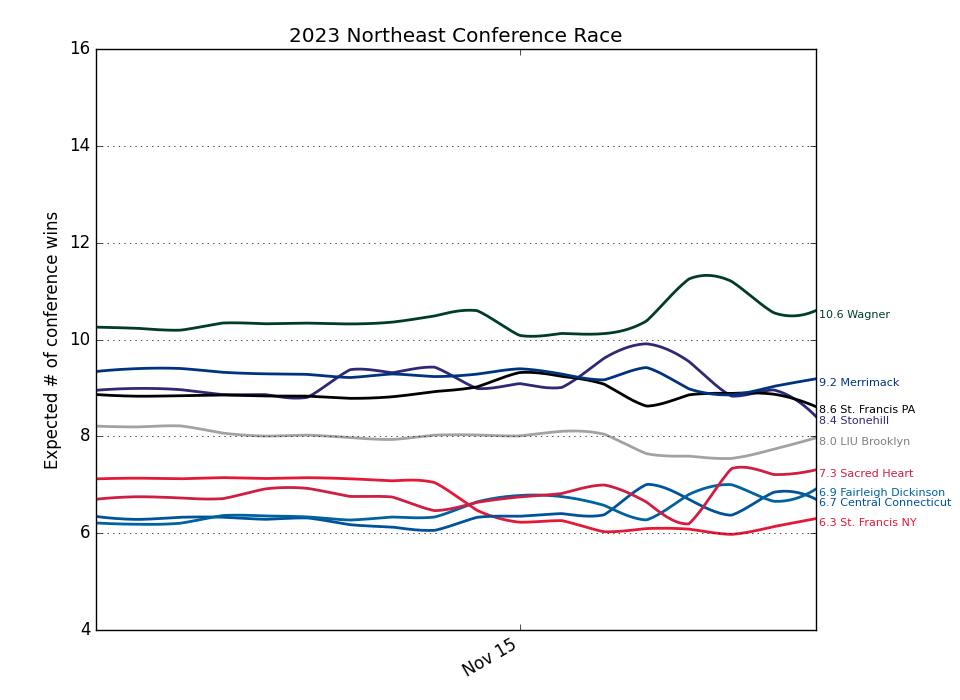 2023 Northeast Conference Race
Expected # of conference wins
16
14
12
10
8
6
4
Nov 15
10.6 Wagner
9.2 Merrimack
8.6 St. Francis PA
8.4 Stonehill
8.0 LIU Brooklyn
7.3 Sacred Heart
6.9 Fairleigh Dickinson
6.7 Central Connecticut
6.3 St. Francis NY